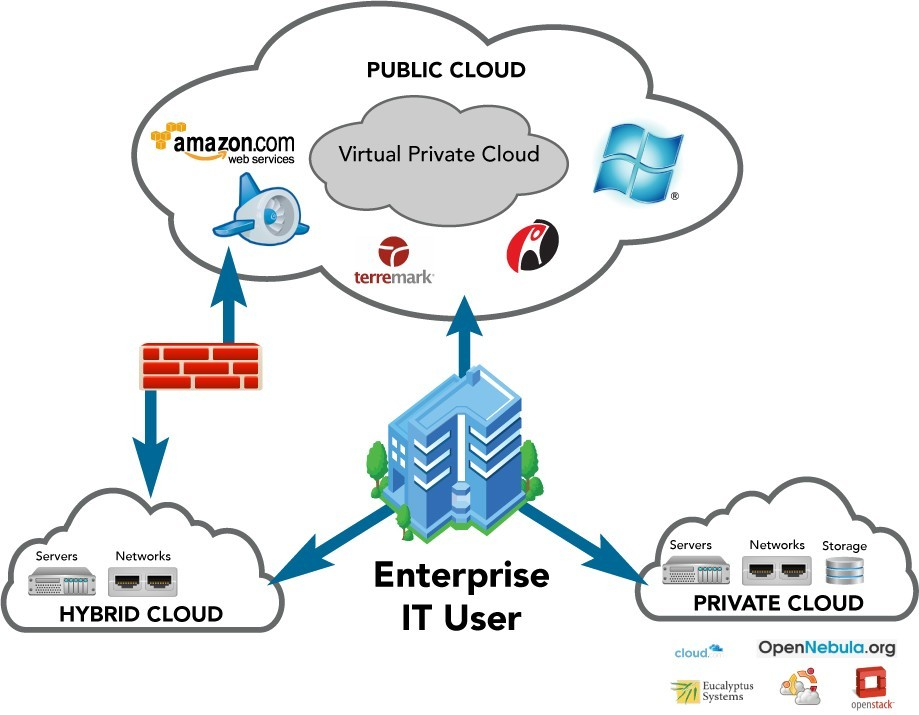 PUBLIC CLOUD
amazon.com
web services
Virtual Private Cloud
®
terremark®
Servers
Networks
HYBRID CLOUD
Enterprise
IT User
Servers
Networks
Storage
PRIVATE CLOUD
cloud.
OpenNebula.org
Eucalyptus
Systems
openstack